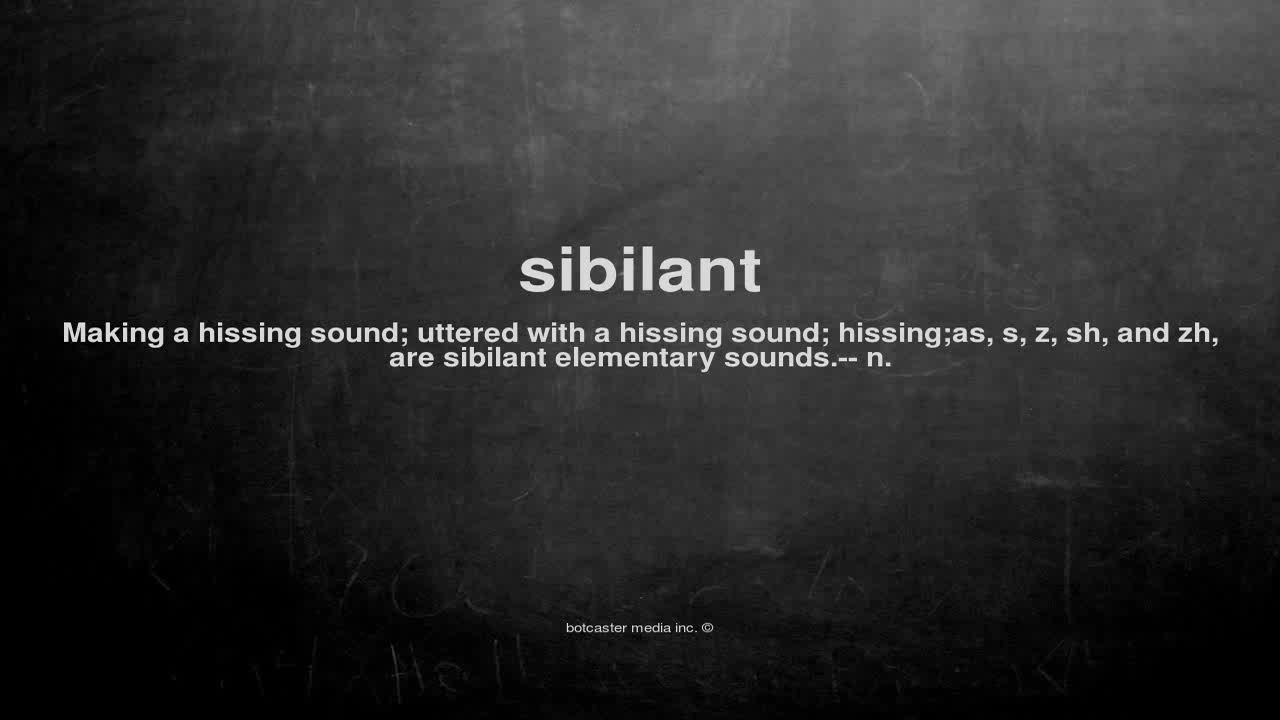 sibilant
Making a hissing sound; uttered with a hissing sound; hissing;as, s, z, sh, and zh,
are sibilant elementary sounds.-- n.
botcaster media inc. ©